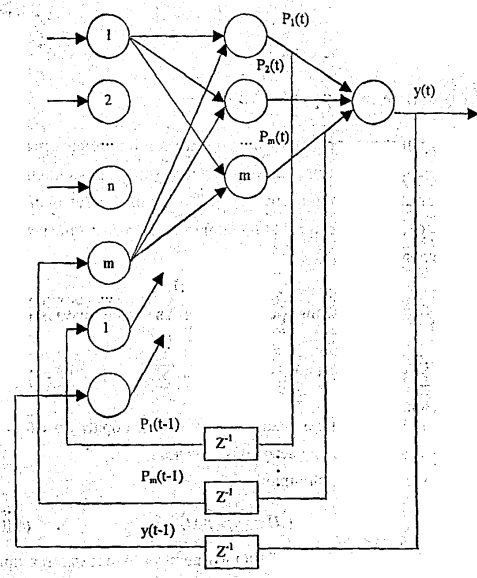 P₁(t)
1
P₂(t)
y(t)
2
...
... Pₘ(t)
n
m
m
...
1
P₁(t-1)
Z⁻¹
Pₘ(t-1)
Z⁻¹
y(t-1)
Z⁻¹